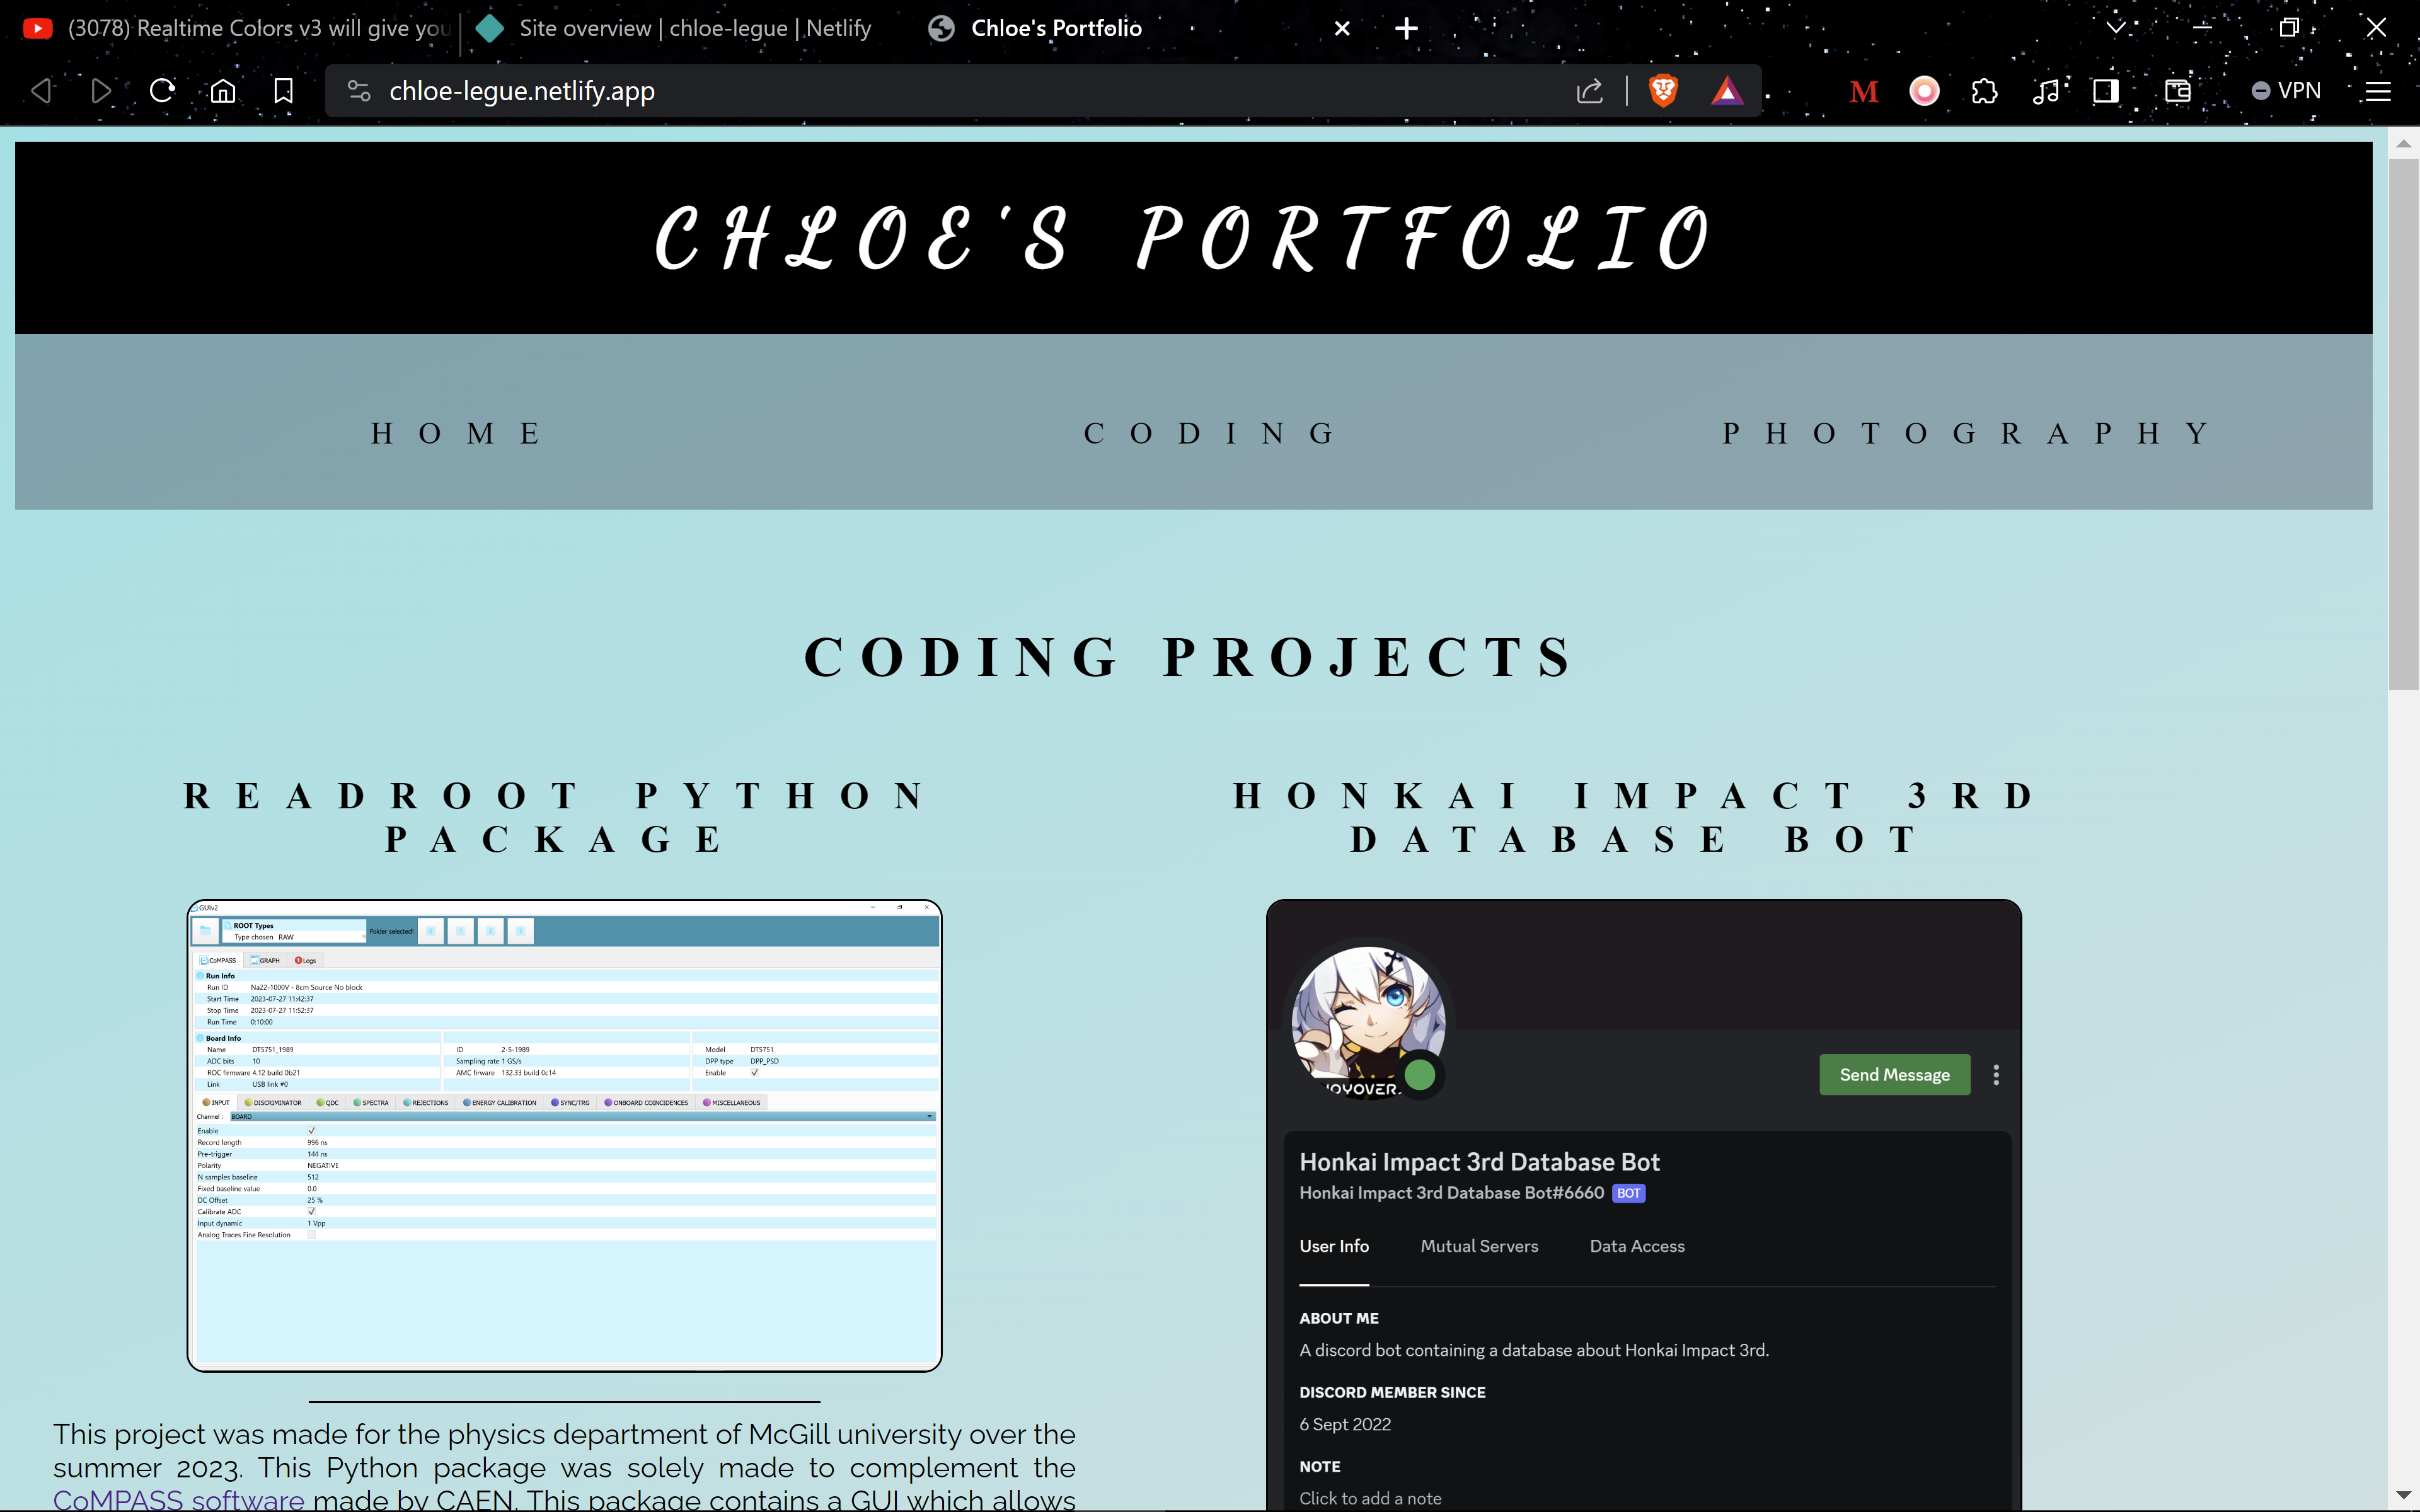 (3078) Realtime Colors v3 will give you
Site overview | chloe-legue | Netlify
Chloe's Portfolio
chloe-legue.netlify.app
M
VPN
CHLOE'S PORTFOLIO
HOME
CODING
PHOTOGRAPHY
CODING PROJECTS
READROOT PYTHON
PACKAGE
HONKAI IMPACT 3RD
DATABASE BOT
GUIv2
ROOT Types
Type chosen RAW
Folder selected!
CoMPASS GRAPH Logs
Run Info
Run ID Na22-1000V - 8cm Source No block
Start Time 2023-07-27 11:42:37
Stop Time 2023-07-27 11:52:37
Run Time 0:10:00
Board Info
Name DT5751_1989 ID 2-5-1989 Model DT5751
ADC bits 10 Sampling rate 1 GS/s DPP type DPP_PSD
ROC firmware 4.12 build 0b21 AMC firware 132.33 build 0c14 Enable
Link USB link #0
INPUT DISCRIMINATOR QDC SPECTRA REJECTIONS ENERGY CALIBRATION SYNC/TRG ONBOARD COINCIDENCES MISCELLANEOUS
Channel : BOARD
Enable
Record length 996 ns
Pre-trigger 144 ns
Polarity NEGATIVE
N samples baseline 512
Fixed baseline value 0.0
DC Offset 25 %
Calibrate ADC
Input dynamic 1 Vpp
Analog Traces Fine Resolution
This project was made for the physics department of McGill university over the
summer 2023. This Python package was solely made to complement the
CoMPASS software made by CAEN. This package contains a GUI which allows
Send Message
Honkai Impact 3rd Database Bot
Honkai Impact 3rd Database Bot#6660 BOT
User Info Mutual Servers Data Access
ABOUT ME
A discord bot containing a database about Honkai Impact 3rd.
DISCORD MEMBER SINCE
6 Sept 2022
NOTE
Click to add a note